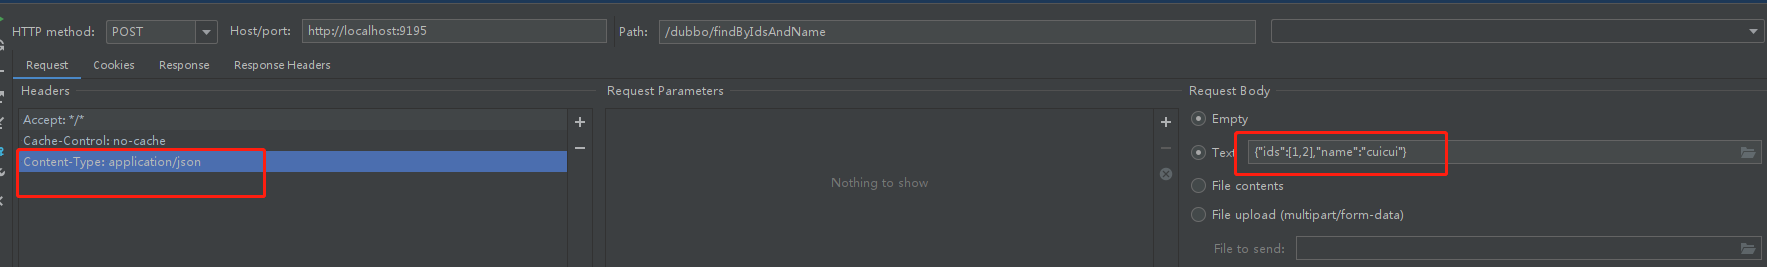 HTTP method: POST Host/port: http://localhost:9195 Path: /dubbo/findByIdsAndName
Request Cookies Response Response Headers
Headers
Accept: */*
Cache-Control: no-cache
Content-Type: application/json
Request Parameters
Nothing to show
Request Body
Empty
Text {"ids":[1,2],"name":"cuicui"}
File contents
File upload (multipart/form-data)
File to send: